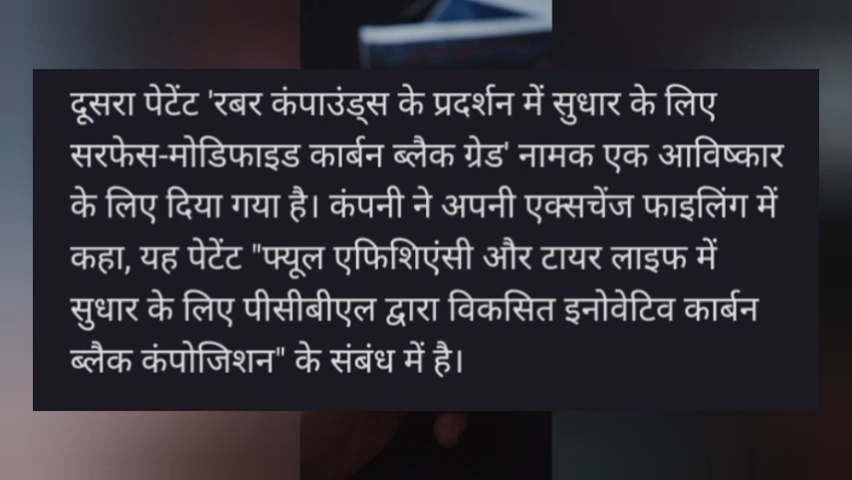 दूसरा पेटेंट 'रबर कंपाउंड्स के प्रदर्शन में सुधार के लिए
सरफेस-मोडिफाइड कार्बन ब्लैक ग्रेड' नामक एक आविष्कार
के लिए दिया गया है। कंपनी ने अपनी एक्सचेंज फाइलिंग में
कहा, यह पेटेंट "फ्यूल एफिशिएंसी और टायर लाइफ में
सुधार के लिए पीसीबीएल द्वारा विकसित इनोवेटिव कार्बन
ब्लैक कंपोजिशन" के संबंध में है।